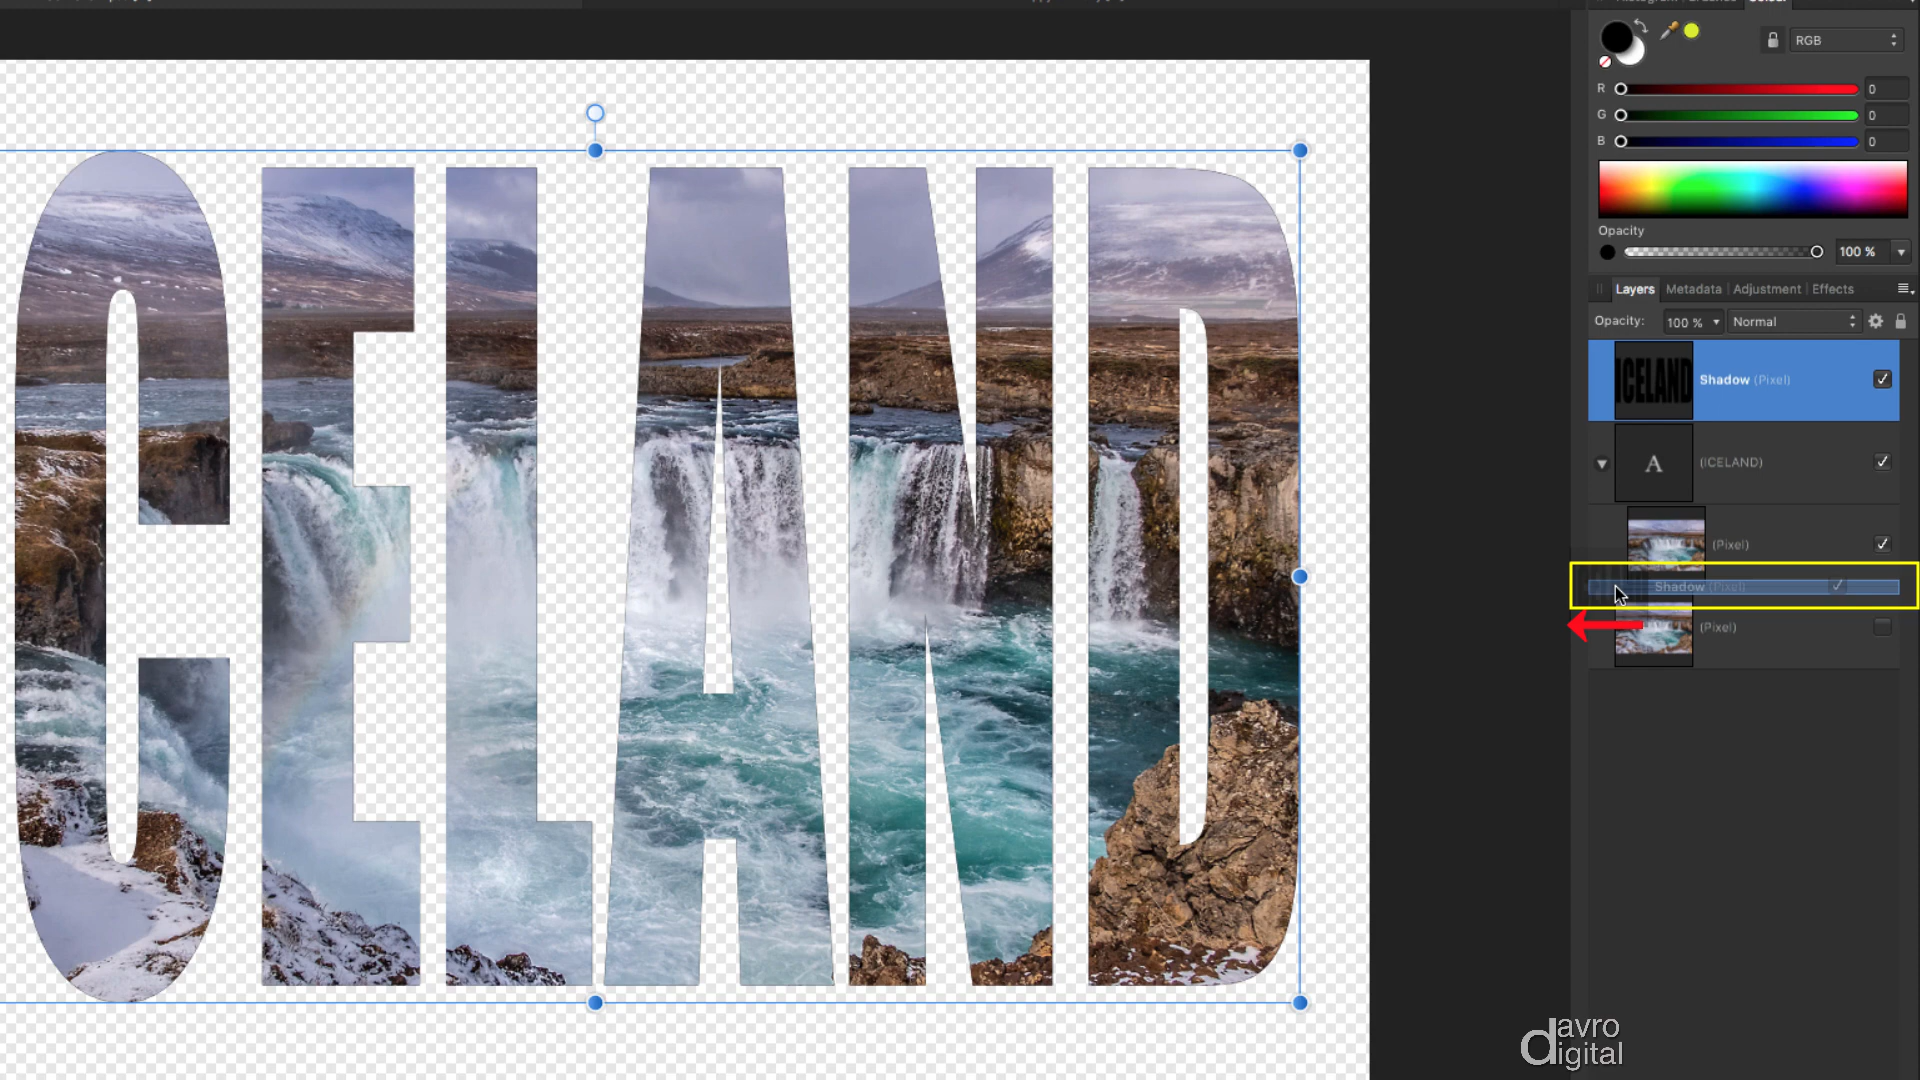 Colour
RGB
R 0
G 0
B 0
Opacity
100 %
Layers Metadata Adjustment Effects
Opacity: 100 % Normal
ICELAND Shadow (Pixel)
A (ICELAND)
(Pixel)
Shadow (Pixel)
(Pixel)
CELAND
davro
digital